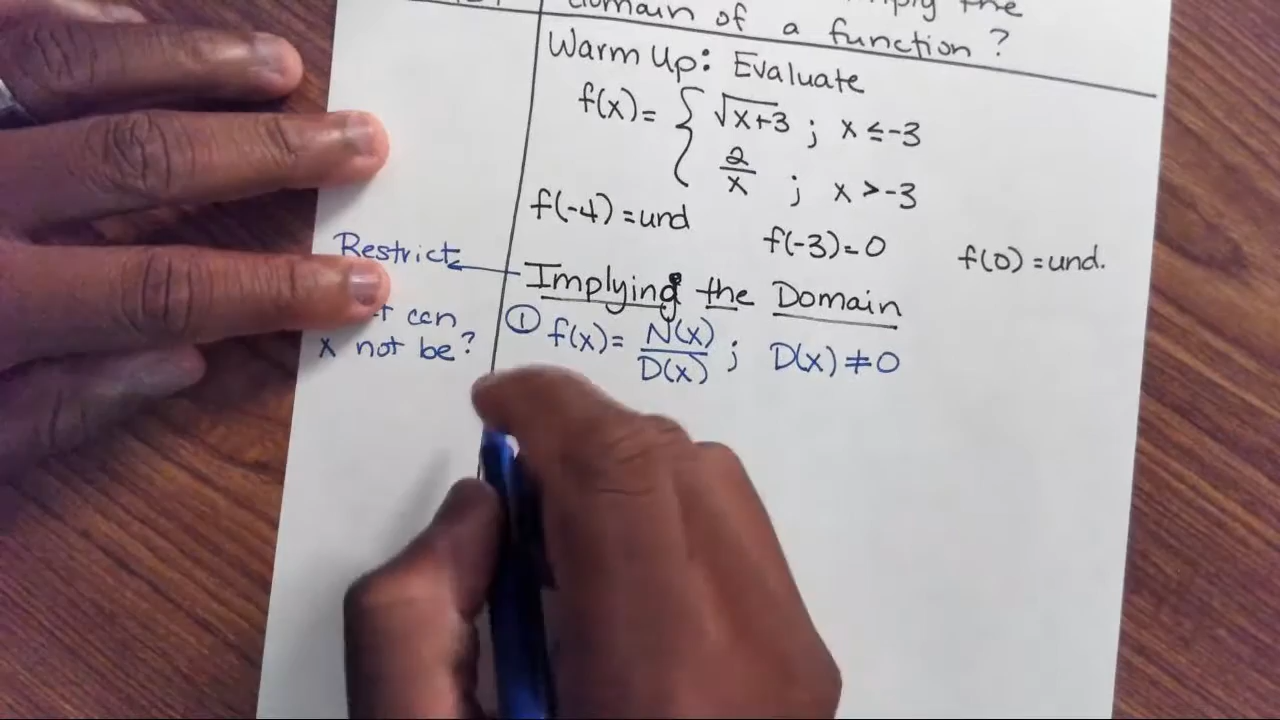 the
domain of a function?
Warm Up: Evaluate
f(x)= { √x+3 ; x ≤ -3
2/x ; x > -3
f(-4) = und f(-3) = 0 f(0) = und.
Restrict
Implying the Domain
can
x not be?
① f(x) = N(x)/D(x) ; D(x) ≠ 0